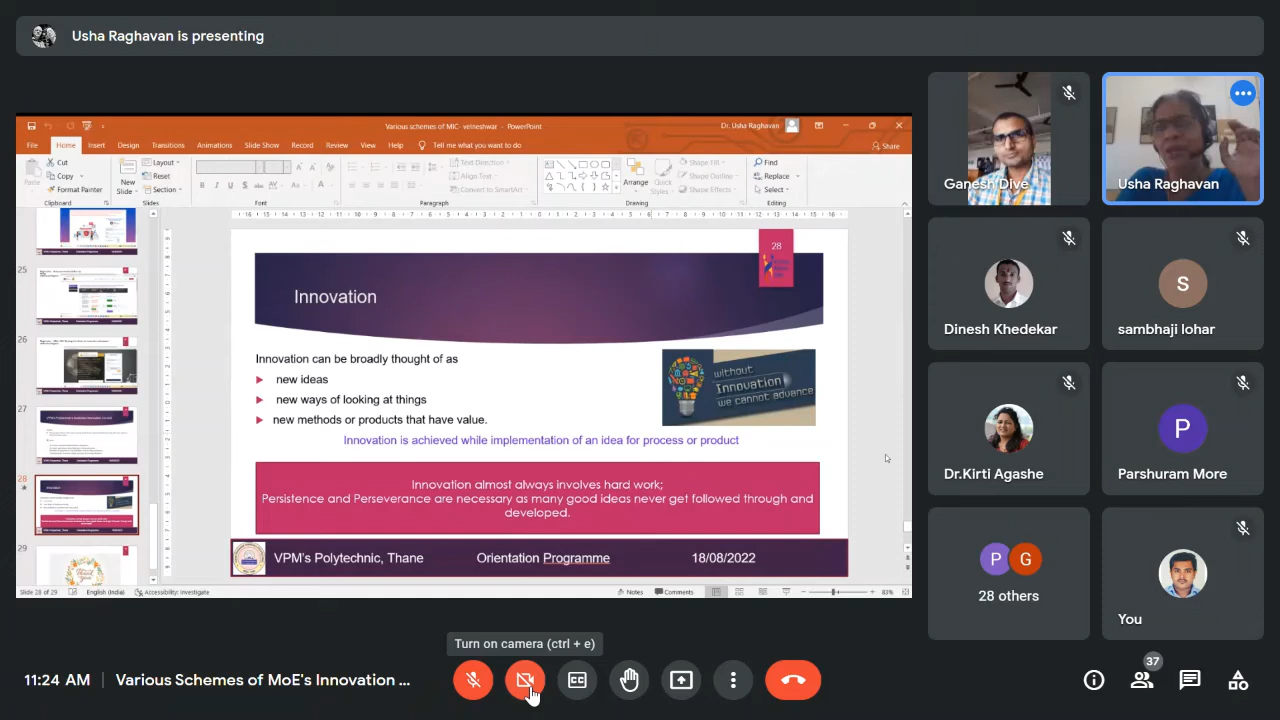 Usha Raghavan is presenting
Various schemes of MIC- velneshwar - PowerPoint
Dr. Usha Raghavan
File Home Insert Design Transitions Animations Slide Show Record Review View Help Tell me what you want to do
Share
Cut
Copy
Format Painter
Paste
Clipboard
New Slide
Layout
Reset
Section
Slides
Font
Text Direction
Align Text
Convert to SmartArt
Paragraph
Arrange
Quick Styles
Shape Fill
Shape Outline
Shape Effects
Drawing
Find
Replace
Select
Editing
25
26
27
28
29
28
Innovation
Innovation can be broadly thought of as
new ideas
new ways of looking at things
new methods or products that have value.
without
Innovation
we cannot advance
Innovation is achieved while implementation of an idea for process or product
Innovation almost always involves hard work;
Persistence and Perseverance are necessary as many good ideas never get followed through and
developed.
VPM's Polytechnic, Thane Orientation Programme 18/08/2022
Slide 28 of 29 English (India) Accessibility: Investigate Notes Comments 83%
Ganesh Dive
Usha Raghavan
Dinesh Khedekar
S
sambhaji lohar
Dr.Kirti Agashe
P
Parshuram More
P G
28 others
You
Turn on camera (ctrl + e)
11:24 AM | Various Schemes of MoE's Innovation ...
CC
37